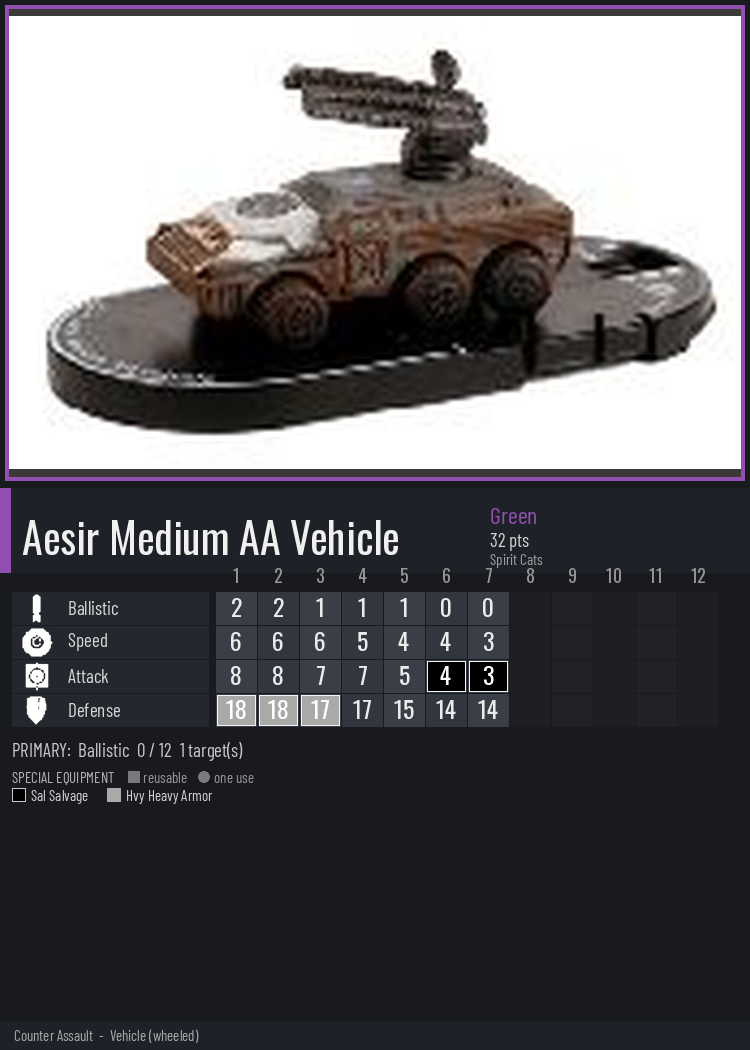 Aesir Medium AA Vehicle
Green
32 pts
Spirit Cats
1 2 3 4 5 6 7 8 9 10 11 12
Ballistic 2 2 1 1 1 0 0
Speed 6 6 6 5 4 4 3
Attack 8 8 7 7 5 4 3
Defense 18 18 17 17 15 14 14
PRIMARY: Ballistic 0 / 12 1 target(s)
SPECIAL EQUIPMENT reusable one use
Sal Salvage Hvy Heavy Armor
Counter Assault - Vehicle (wheeled)